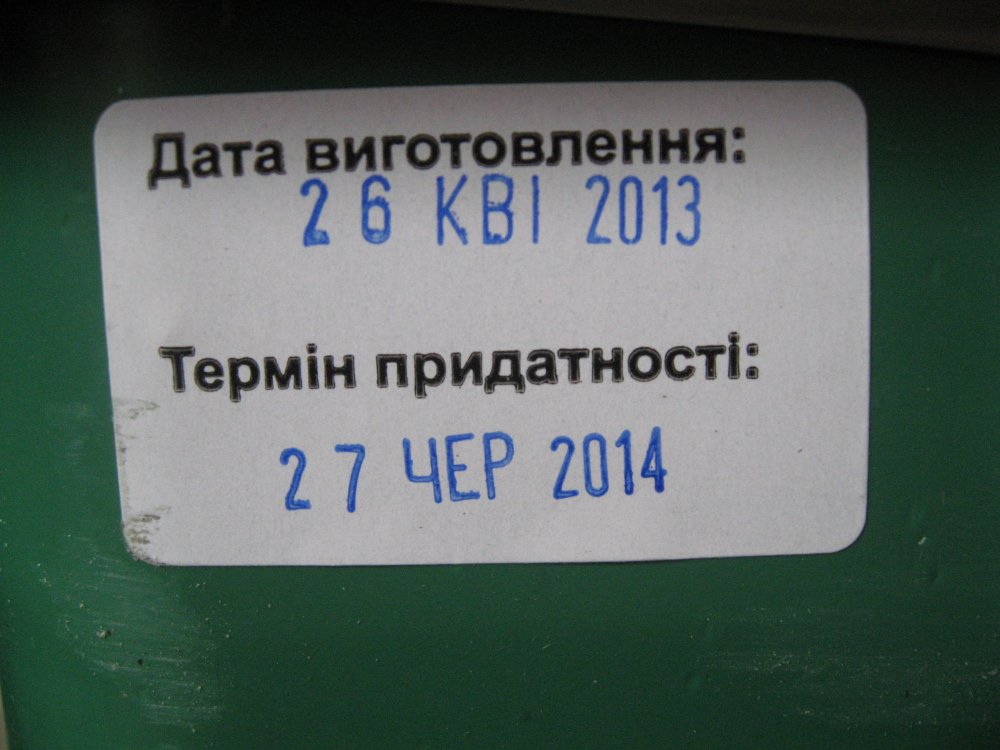 Дата виготовлення:
26 КВІ 2013
Термін придатності:
27 ЧЕР 2014